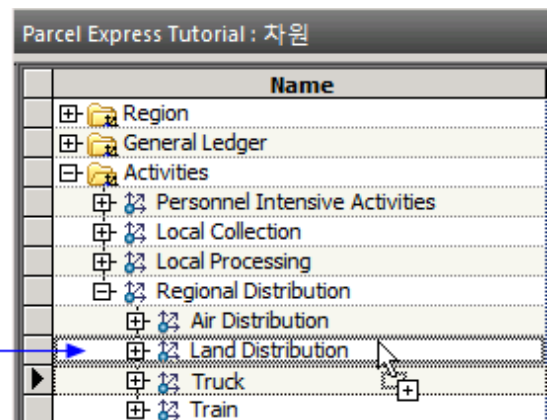 Parcel Express Tutorial : 차원
Name
Region
General Ledger
Activities
Personnel Intensive Activities
Local Collection
Local Processing
Regional Distribution
Air Distribution
Land Distribution
Truck
Train